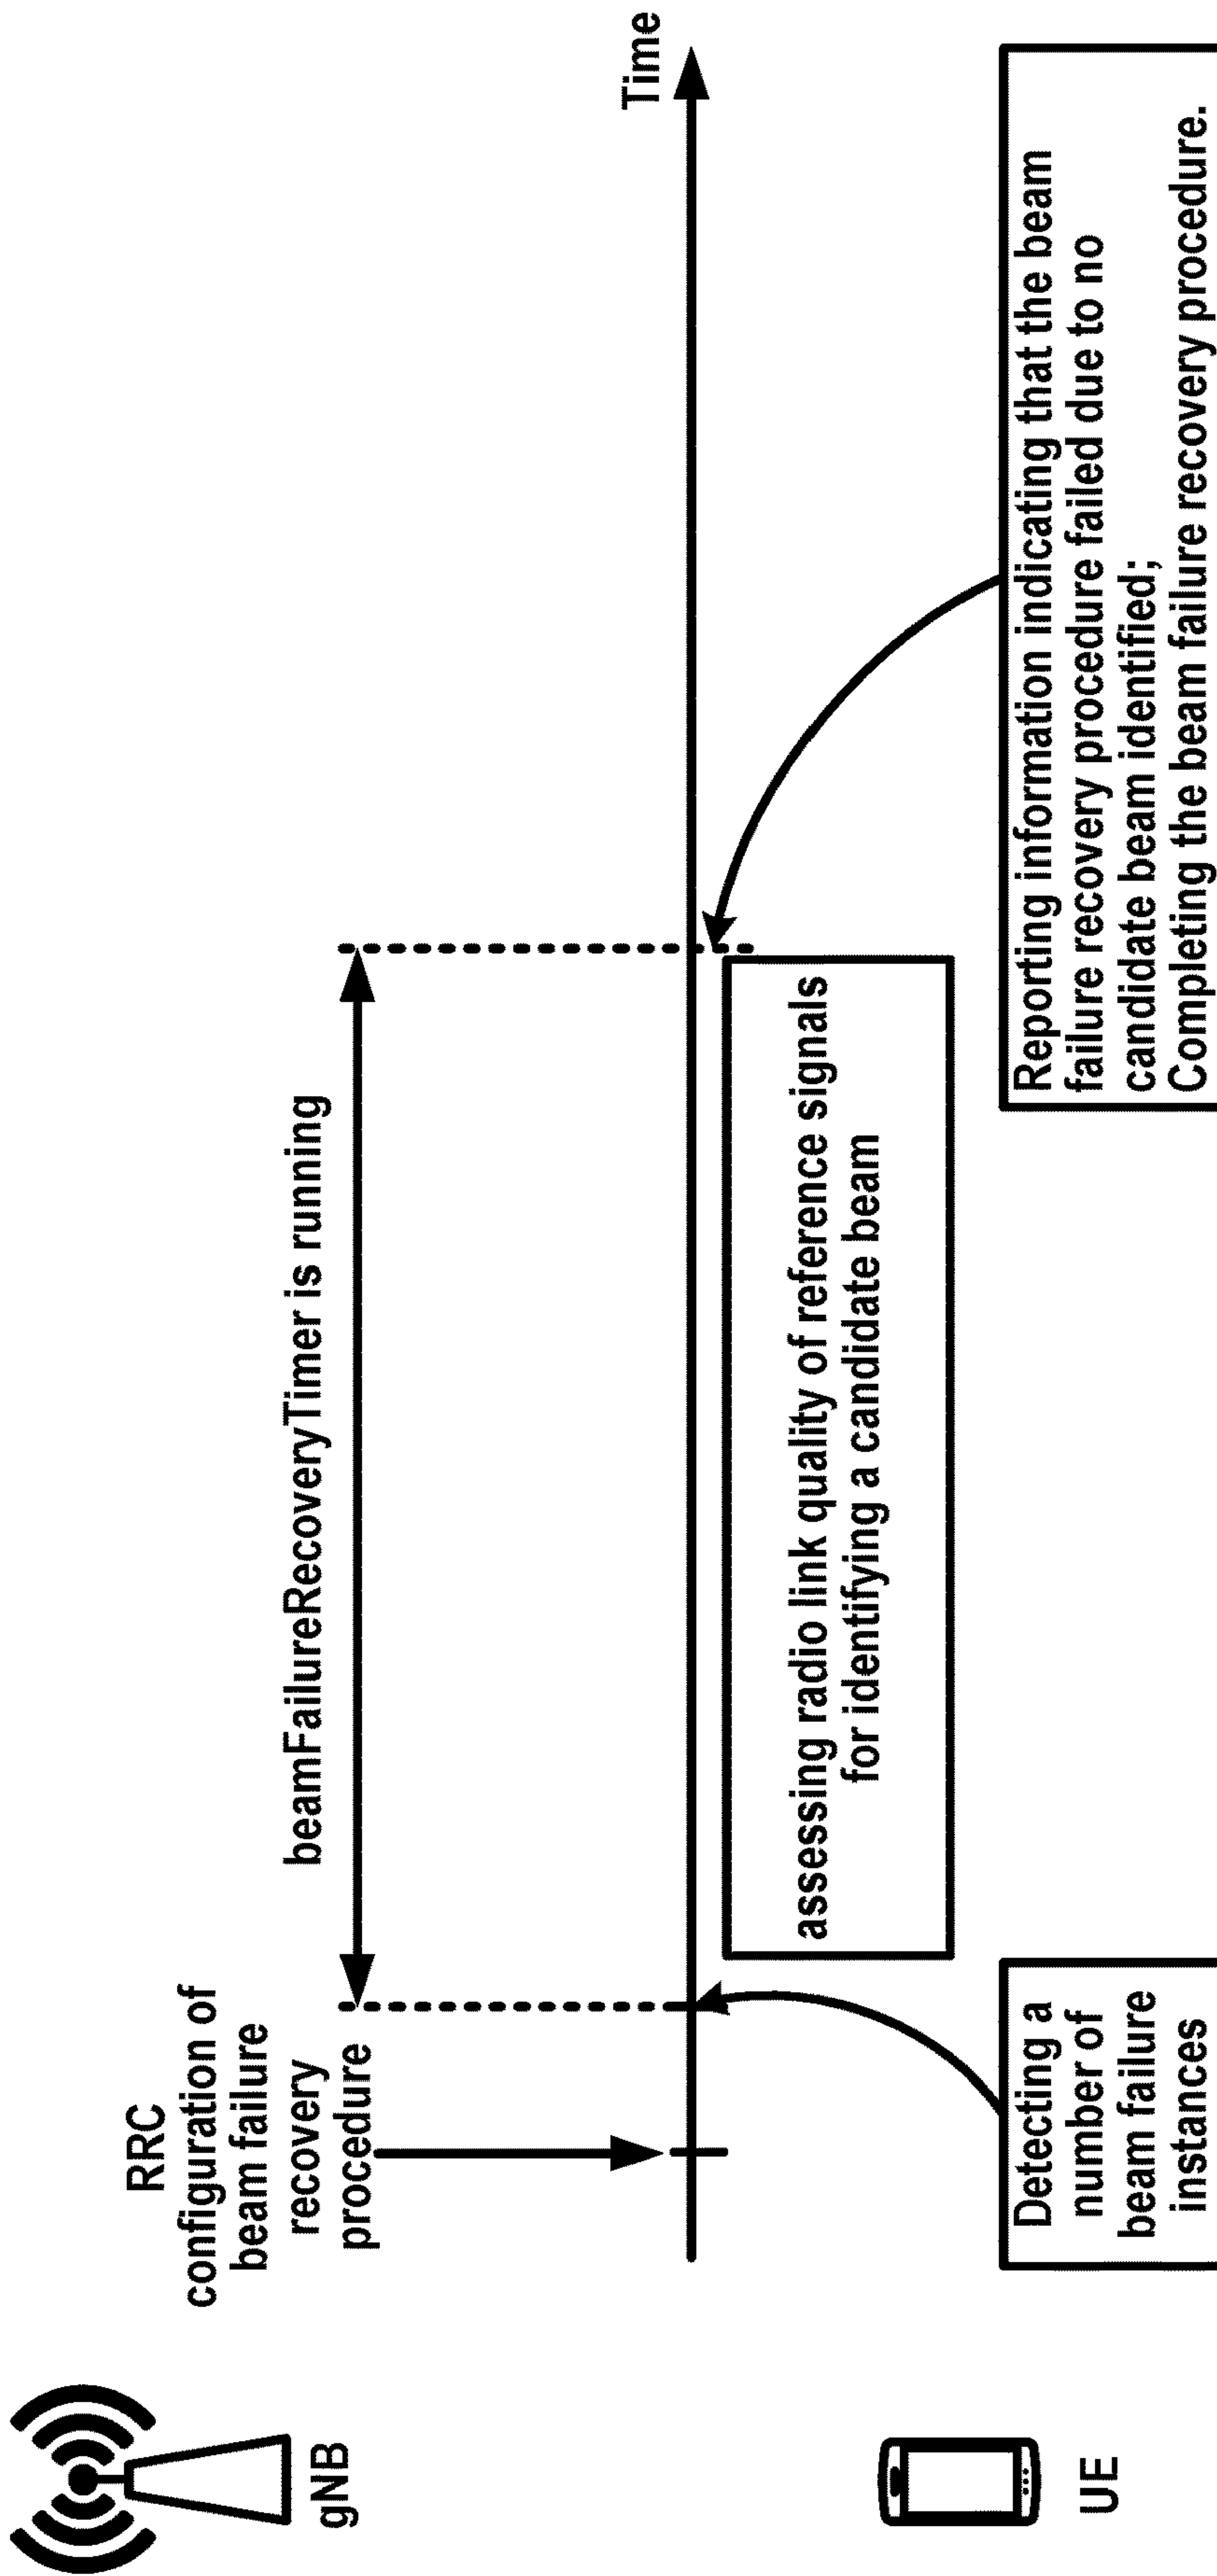 gNB
RRC
configuration of
beam failure
recovery
procedure
beamFailureRecoveryTimer is running
Time
assessing radio link quality of reference signals
for identifying a candidate beam
UE
Detecting a
number of
beam failure
instances
Reporting information indicating that the beam
failure recovery procedure failed due to no
candidate beam identified;
Completing the beam failure recovery procedure.